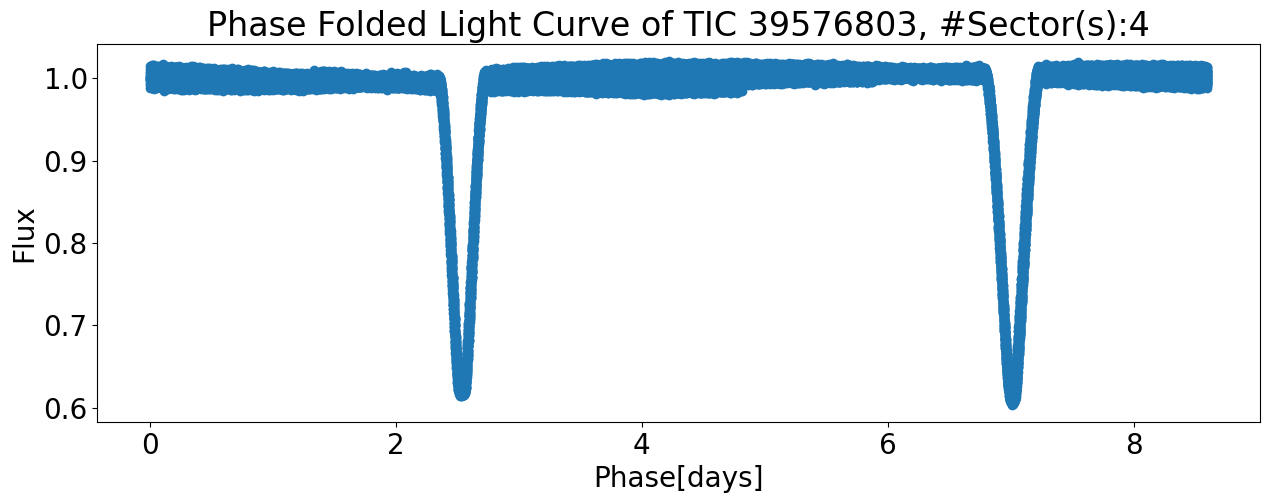 Phase Folded Light Curve of TIC 39576803, #Sector(s):4
1.0
0.9
0.8
0.7
0.6
Flux
0 2 4 6 8
Phase[days]